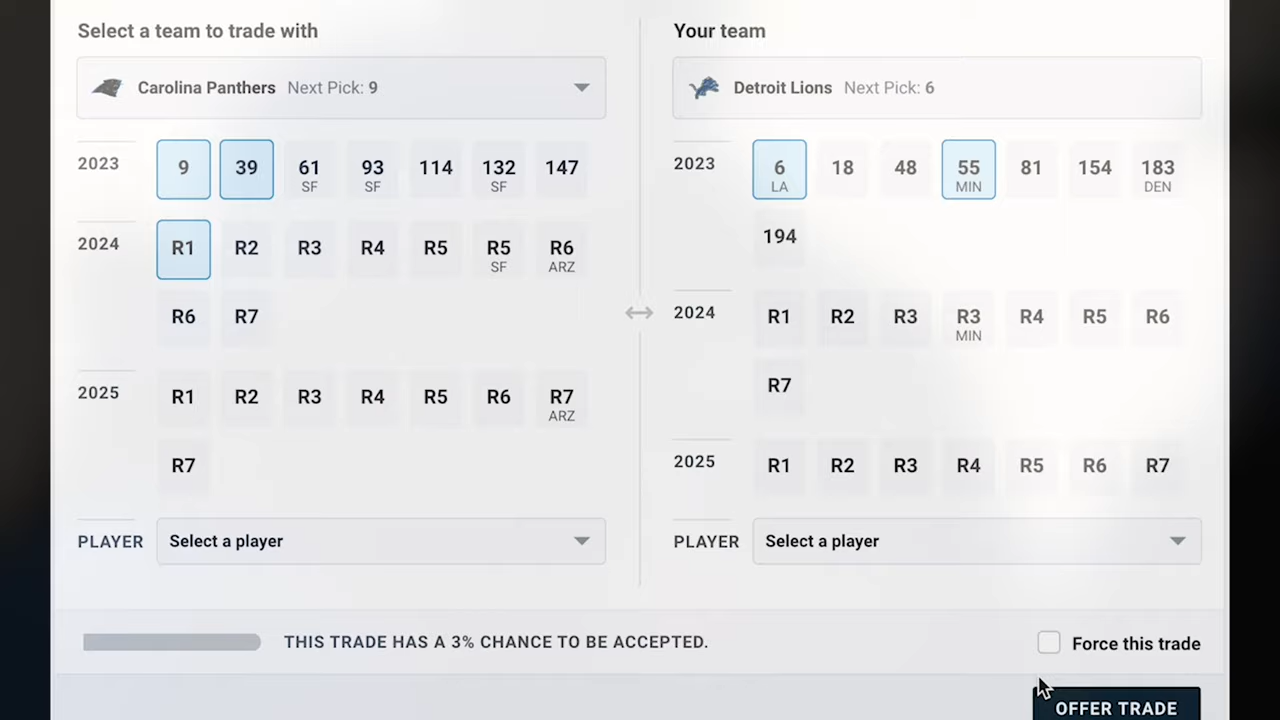 Select a team to trade with
Carolina Panthers Next Pick: 9
2023 9 39 61 93 114 132 147
SF SF SF
2024 R1 R2 R3 R4 R5 R5 R6
SF ARZ
R6 R7
2025 R1 R2 R3 R4 R5 R6 R7
ARZ
R7
PLAYER Select a player
Your team
Detroit Lions Next Pick: 6
2023 6 18 48 55 81 154 183
LA MIN DEN
194
2024 R1 R2 R3 R3 R4 R5 R6
MIN
R7
2025 R1 R2 R3 R4 R5 R6 R7
PLAYER Select a player
THIS TRADE HAS A 3% CHANCE TO BE ACCEPTED.
Force this trade
OFFER TRADE